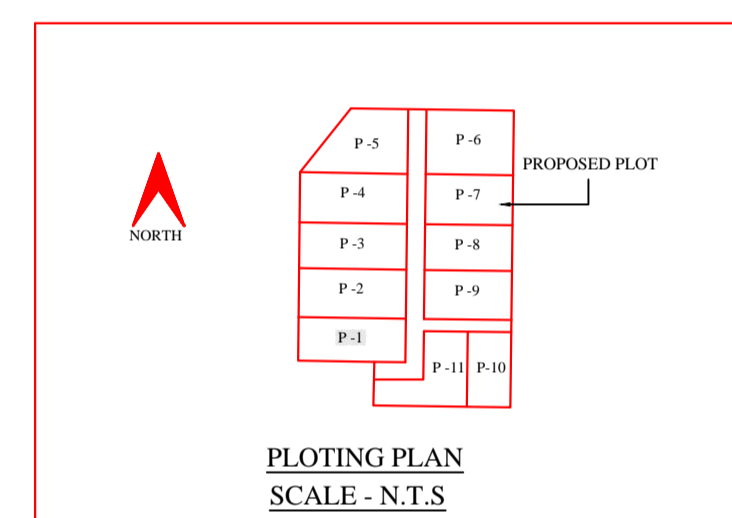 P -5
P -6
PROPOSED PLOT
P -4
P -7
NORTH
P -3
P -8
P -2
P -9
P -1
P -11
P-10
PLOTING PLAN
SCALE - N.T.S